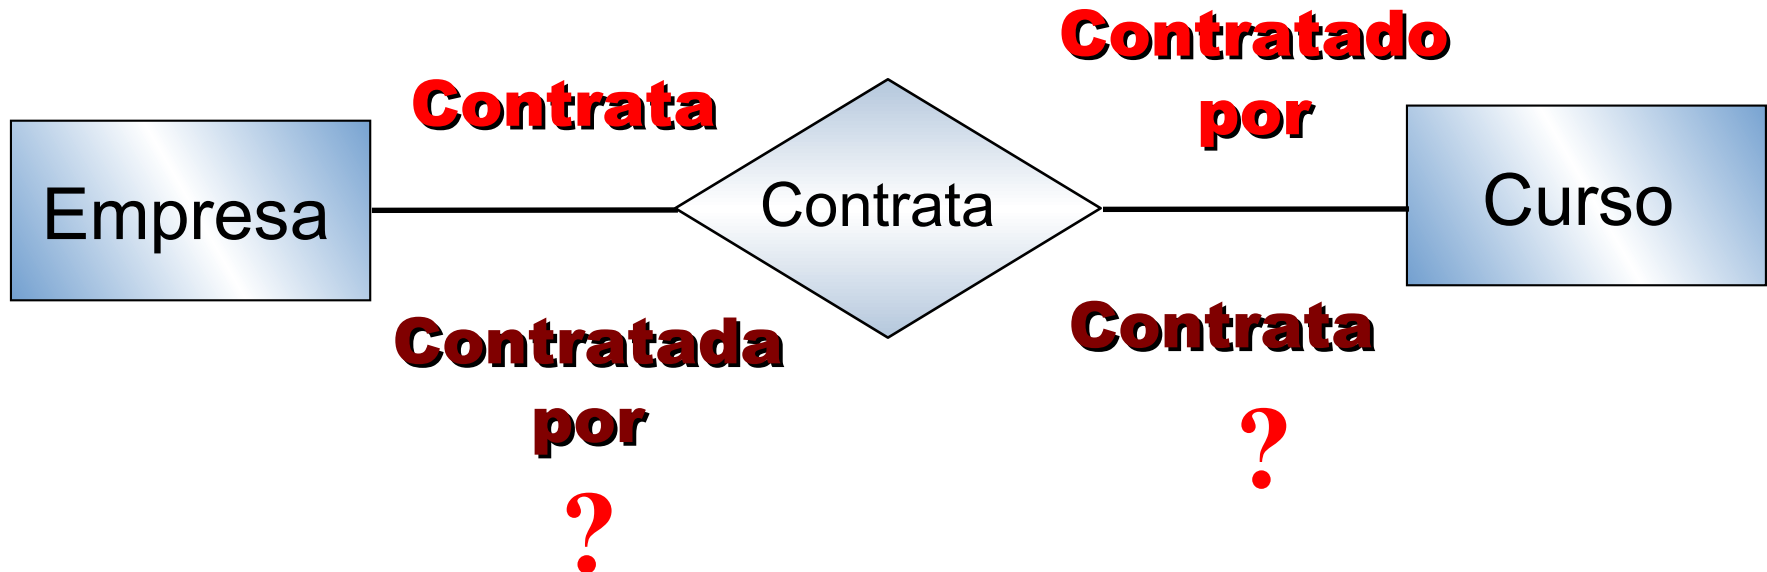 Contratado
por
Contrata
Empresa
Contrata
Curso
Contratada
por
?
Contrata
?